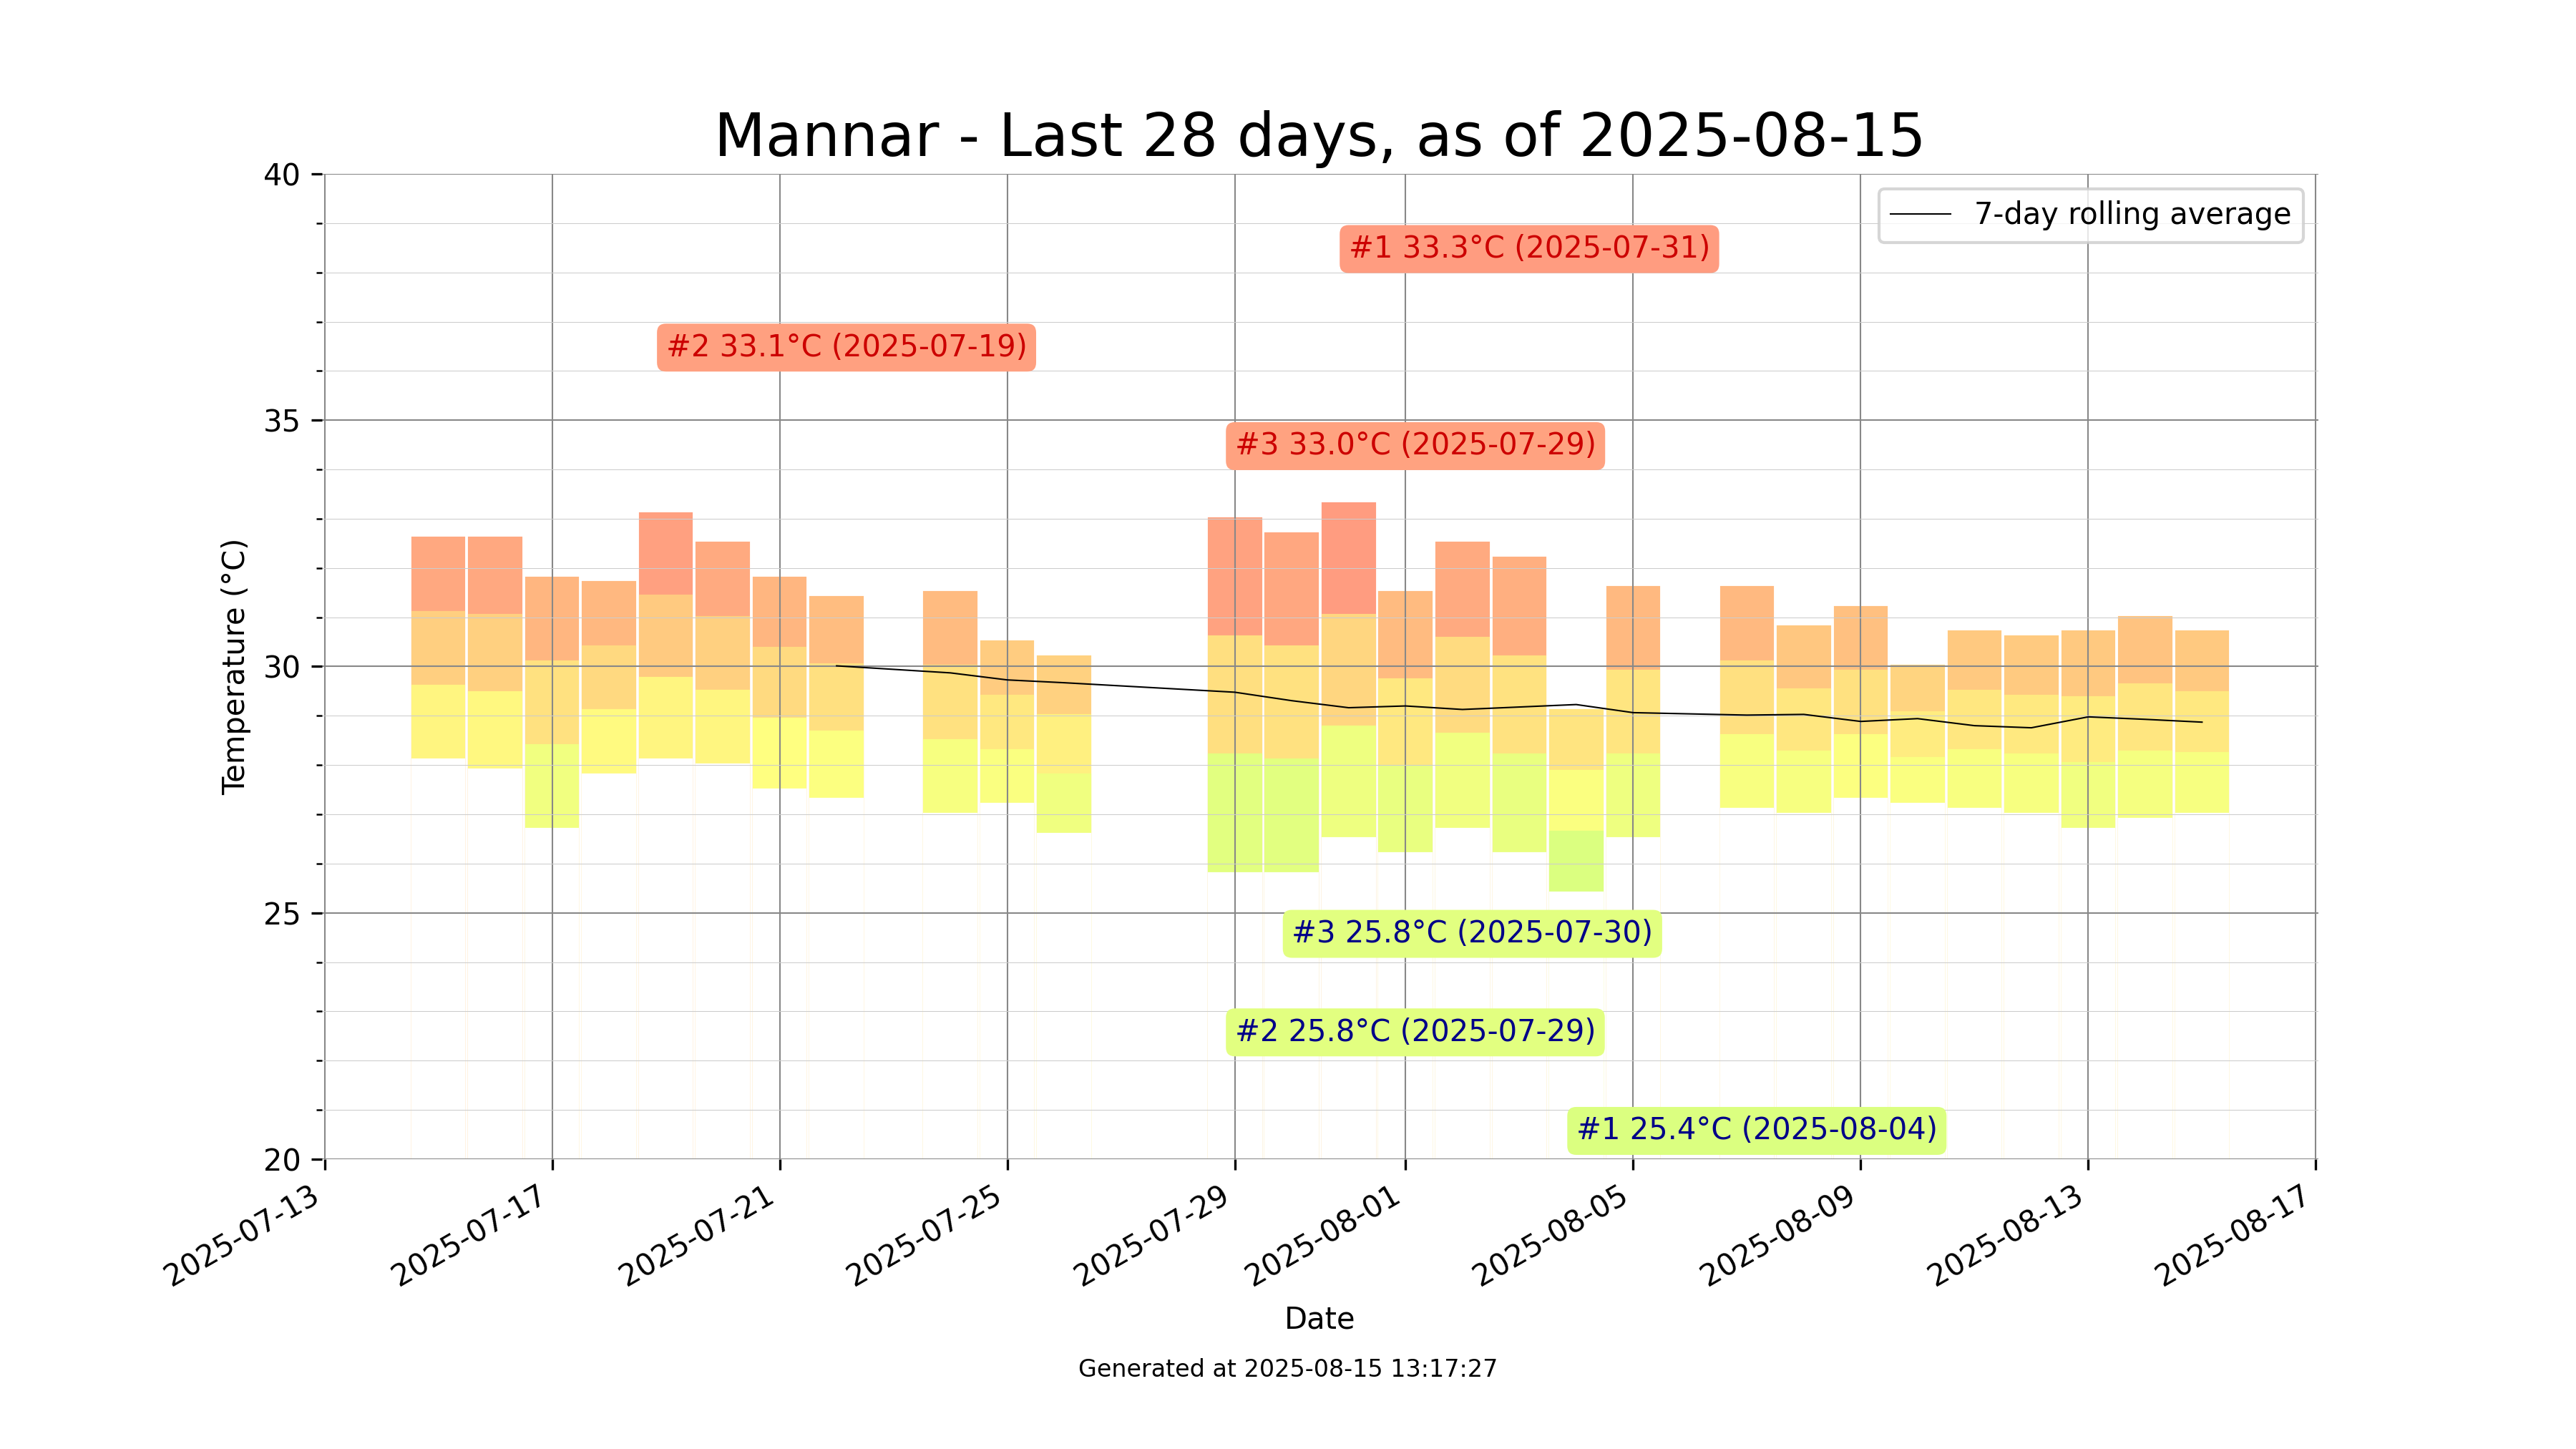 Mannar - Last 28 days, as of 2025-08-15
7-day rolling average
#1 33.3°C (2025-07-31)
#2 33.1°C (2025-07-19)
#3 33.0°C (2025-07-29)
#3 25.8°C (2025-07-30)
#2 25.8°C (2025-07-29)
#1 25.4°C (2025-08-04)
Temperature (°C)
40
35
30
25
20
2025-07-13
2025-07-17
2025-07-21
2025-07-25
2025-07-29
2025-08-01
2025-08-05
2025-08-09
2025-08-13
2025-08-17
Date
Generated at 2025-08-15 13:17:27